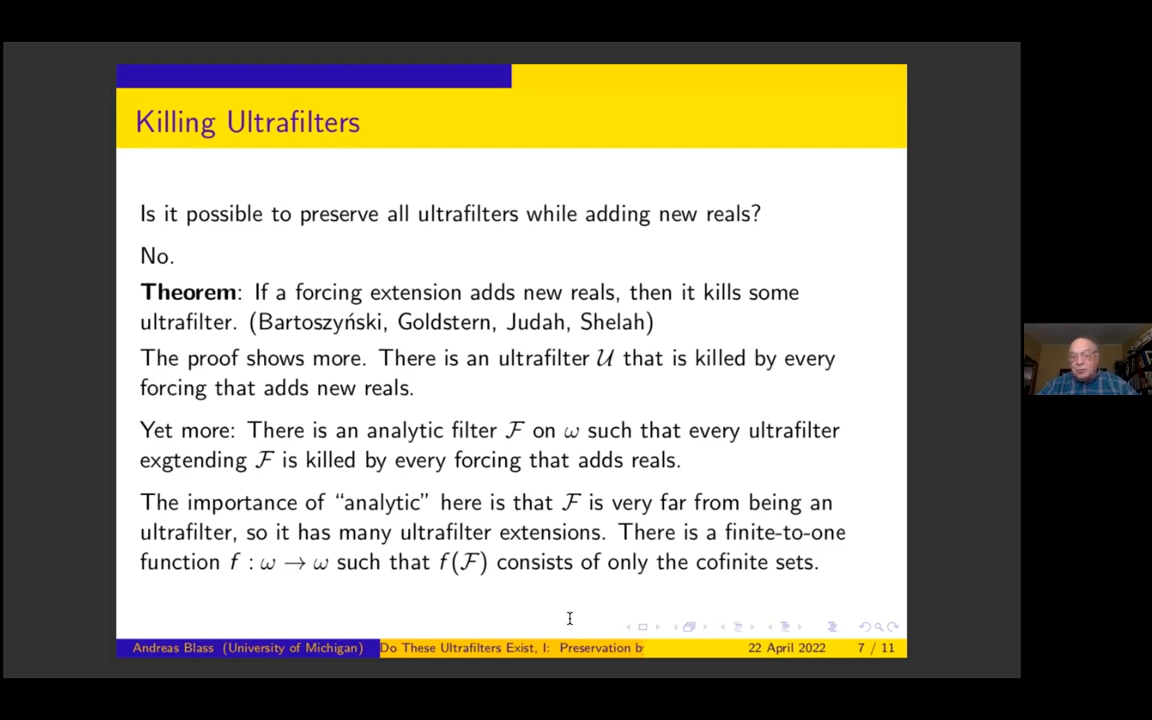 Killing Ultrafilters
Is it possible to preserve all ultrafilters while adding new reals?
No.
Theorem: If a forcing extension adds new reals, then it kills some
ultrafilter. (Bartoszyński, Goldstern, Judah, Shelah)
The proof shows more. There is an ultrafilter 𝒰 that is killed by every
forcing that adds new reals.
Yet more: There is an analytic filter ℱ on ω such that every ultrafilter
exgtending ℱ is killed by every forcing that adds reals.
The importance of “analytic” here is that ℱ is very far from being an
ultrafilter, so it has many ultrafilter extensions. There is a finite-to-one
function f : ω → ω such that f(ℱ) consists of only the cofinite sets.
Andreas Blass (University of Michigan) Do These Ultrafilters Exist, I: Preservation b 22 April 2022 7 / 11